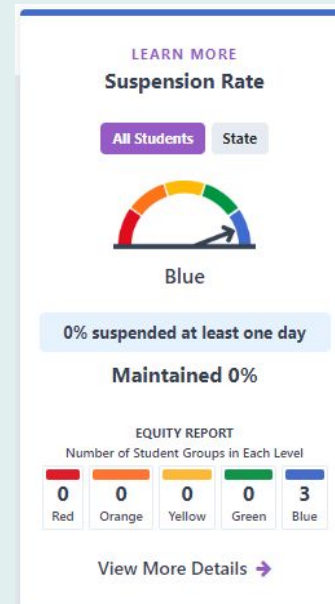 LEARN MORE
Suspension Rate
All Students State
Blue
0% suspended at least one day
Maintained 0%
EQUITY REPORT
Number of Student Groups in Each Level
0 0 0 0 3
Red Orange Yellow Green Blue
View More Details